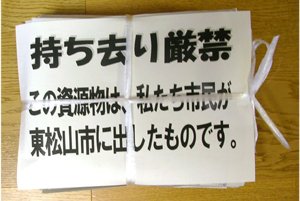 持ち去り厳禁
この資源物は、私たち市民が
東松山市に出したものです。